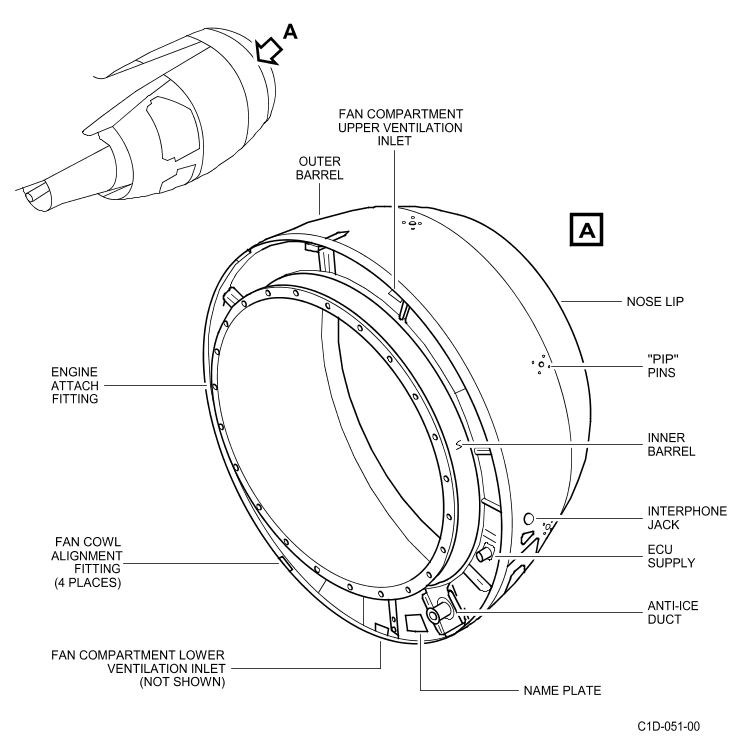 A
FAN COMPARTMENT
UPPER VENTILATION
INLET
OUTER
BARREL
A
NOSE LIP
"PIP"
PINS
ENGINE
ATTACH
FITTING
INNER
BARREL
INTERPHONE
JACK
FAN COWL
ALIGNMENT
FITTING
(4 PLACES)
ECU
SUPPLY
ANTI-ICE
DUCT
FAN COMPARTMENT LOWER
VENTILATION INLET
(NOT SHOWN)
NAME PLATE
C1D-051-00